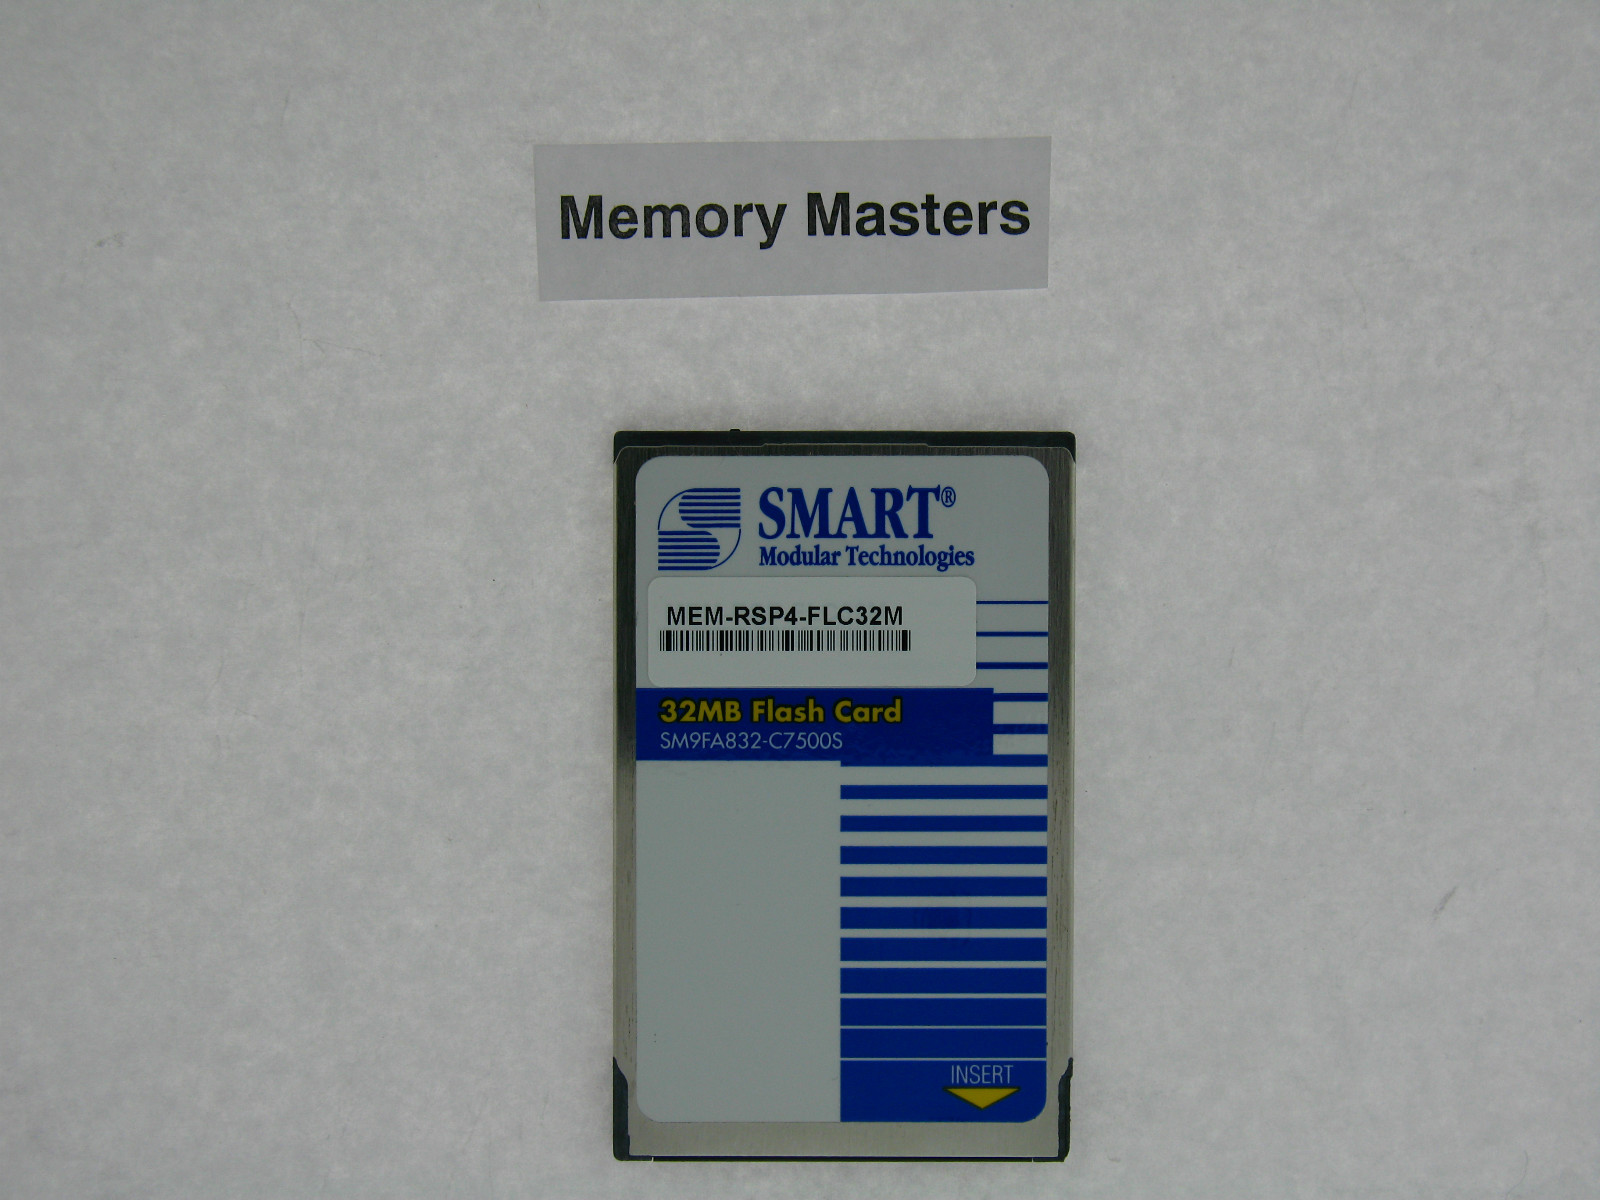 Memory Masters
SMART®
Modular Technologies
MEM-RSP4-FLC32M
32MB Flash Card
SM9FA832-C7500S
INSERT